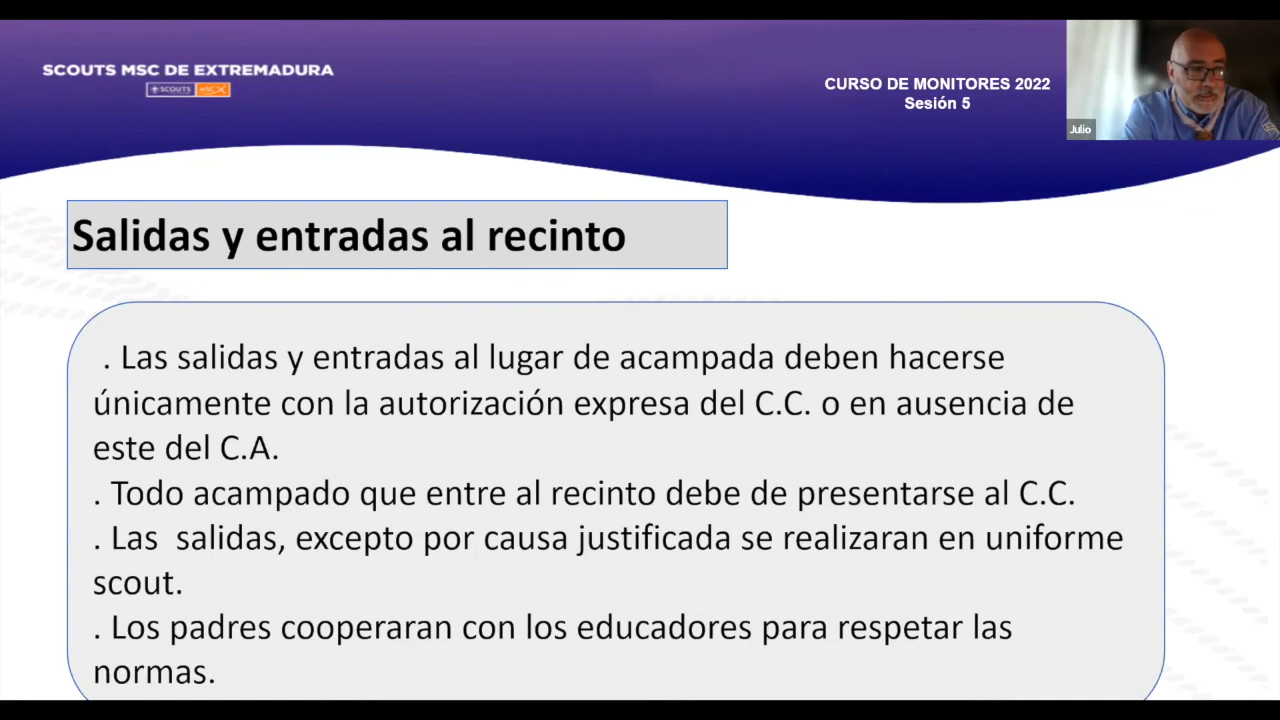 SCOUTS MSC DE EXTREMADURA
SCOUTS MSC
CURSO DE MONITORES 2022
Sesión 5
Julio
Salidas y entradas al recinto
. Las salidas y entradas al lugar de acampada deben hacerse
únicamente con la autorización expresa del C.C. o en ausencia de
este del C.A.
. Todo acampado que entre al recinto debe de presentarse al C.C.
. Las  salidas, excepto por causa justificada se realizaran en uniforme
scout.
. Los padres cooperaran con los educadores para respetar las
normas.